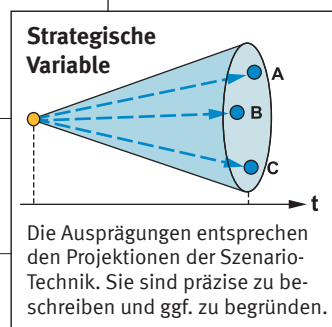 Strategische
Variable
A
B
C
t
Die Ausprägungen entsprechen
den Projektionen der Szenario-
Technik. Sie sind präzise zu be-
schreiben und ggf. zu begründen.